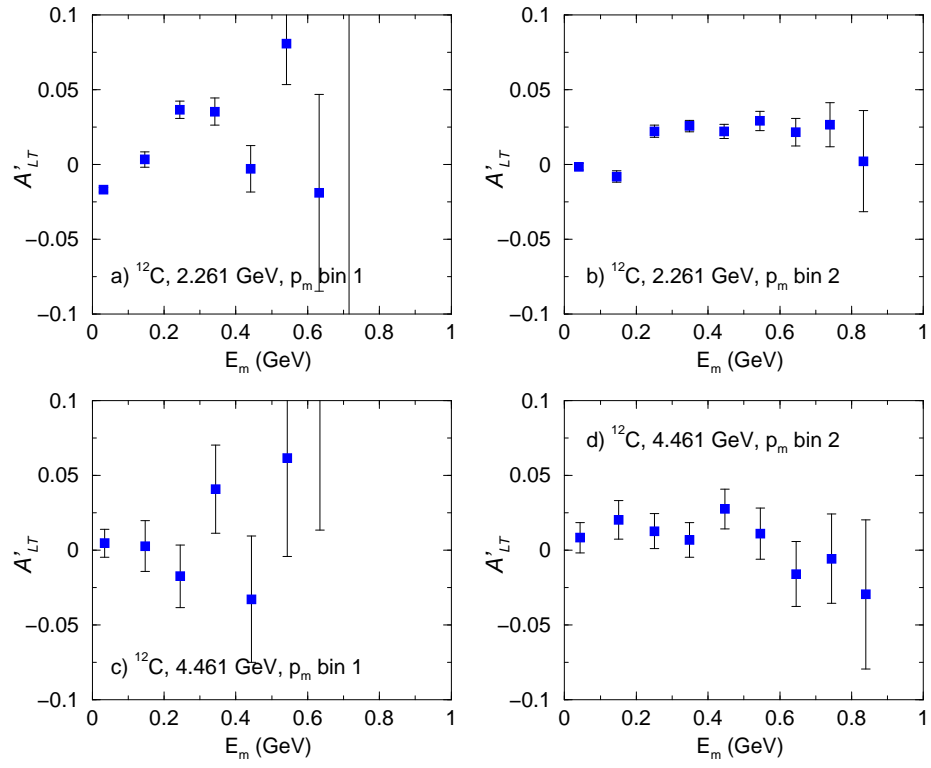 0.1
0.05
0
−0.05
−0.1
A'LT
a) ¹²C, 2.261 GeV, pm bin 1
0 0.2 0.4 0.6 0.8 1
Em (GeV)
0.1
0.05
0
−0.05
−0.1
A'LT
b) ¹²C, 2.261 GeV, pm bin 2
0 0.2 0.4 0.6 0.8 1
Em (GeV)
0.1
0.05
0
−0.05
−0.1
A'LT
c) ¹²C, 4.461 GeV, pm bin 1
0 0.2 0.4 0.6 0.8 1
Em (GeV)
0.1
0.05
0
−0.05
−0.1
A'LT
d) ¹²C, 4.461 GeV, pm bin 2
0 0.2 0.4 0.6 0.8 1
Em (GeV)